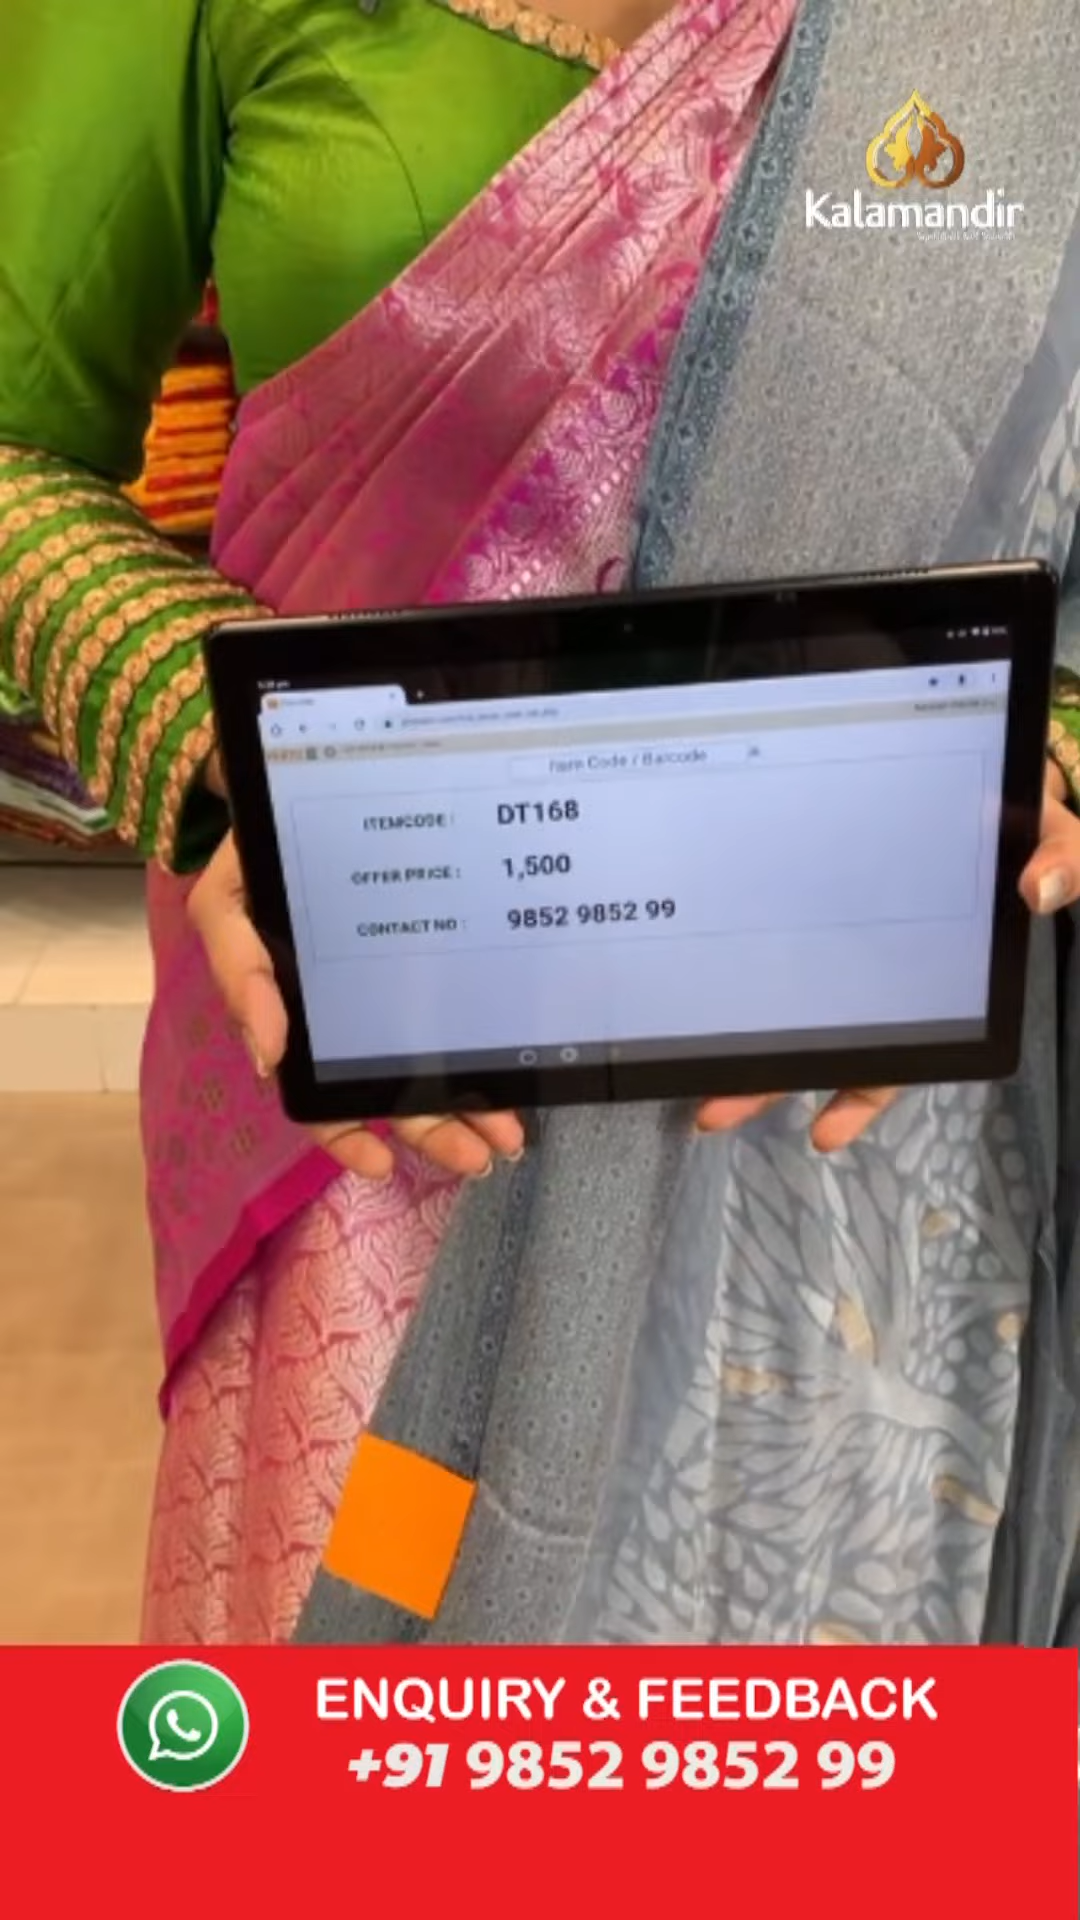 Kalamandir
Item Code / Barcode
ITEMCODE : DT168
OFFER PRICE : 1,500
CONTACT NO : 9852 9852 99
ENQUIRY & FEEDBACK
+91 9852 9852 99